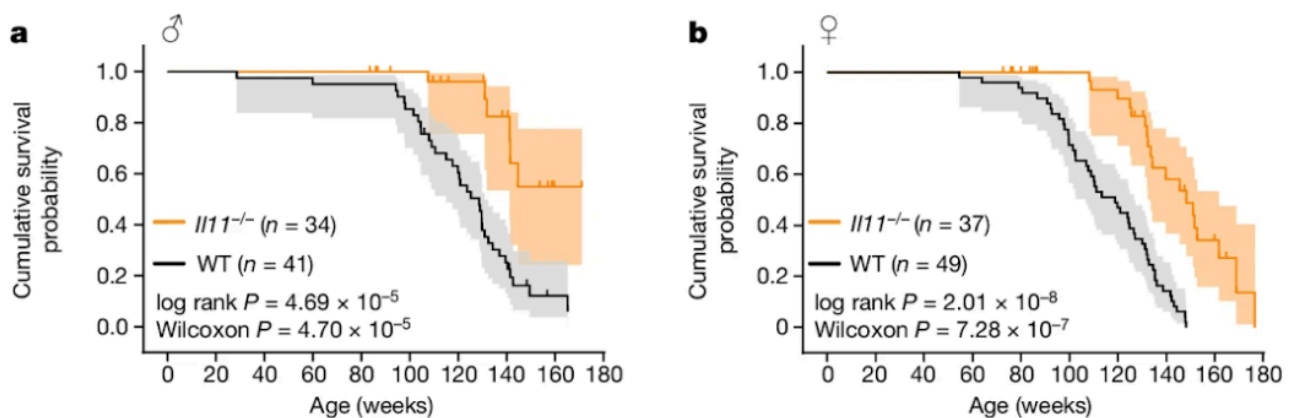 a ♂
Cumulative survival
probability
1.0
0.8
0.6
0.4
0.2
0.0
Il11⁻/⁻ (n = 34)
WT (n = 41)
log rank P = 4.69 × 10⁻⁵
Wilcoxon P = 4.70 × 10⁻⁵
0 20 40 60 80 100 120 140 160 180
Age (weeks)
b ♀
Cumulative survival
probability
1.0
0.8
0.6
0.4
0.2
0
Il11⁻/⁻ (n = 37)
WT (n = 49)
log rank P = 2.01 × 10⁻⁸
Wilcoxon P = 7.28 × 10⁻⁷
0 20 40 60 80 100 120 140 160 180
Age (weeks)